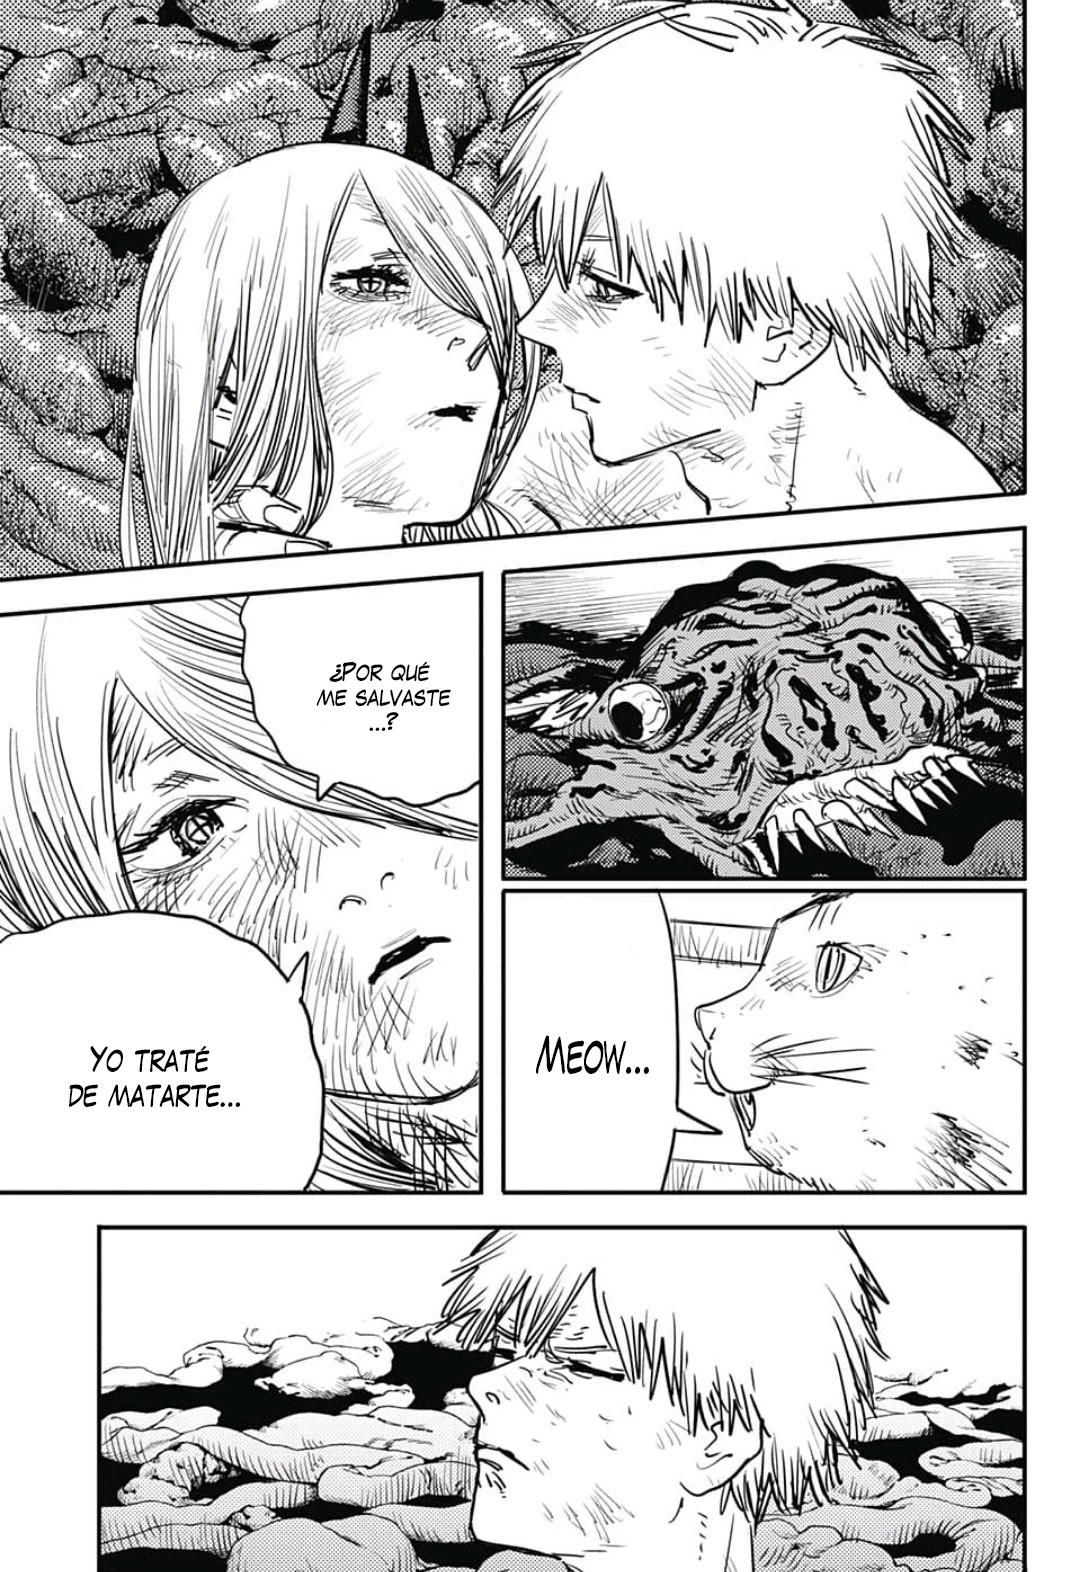 MEOW...
¿POR QUÉ
ME SALVASTE
...?
YO TRATÉ
DE MATARTE...